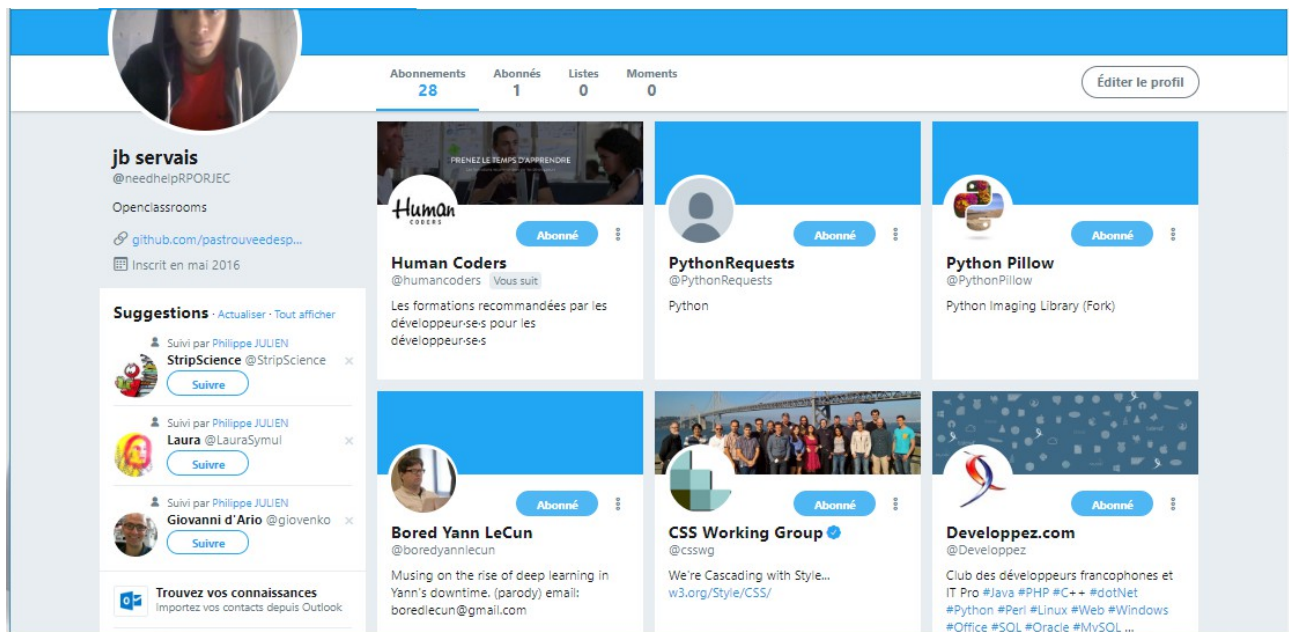 Abonnements Abonnés Listes Moments
28 1 0 0
Éditer le profil
jb servais
@needhelpRPORJEC
Openclassrooms
github.com/pastrouveedesp...
Inscrit en mai 2016
Suggestions · Actualiser · Tout afficher
Suivi par Philippe JULIEN
StripScience @StripScience ×
Suivre
Suivi par Philippe JULIEN
Laura @LauraSymul ×
Suivre
Suivi par Philippe JULIEN
Giovanni d'Ario @giovenko ×
Suivre
Trouvez vos connaissances
Importez vos contacts depuis Outlook
PRENEZ LE TEMPS D'APPRENDRE
Human
CODERS
Abonné
Human Coders
@humancoders Vous suit
Les formations recommandées par les
développeur·se·s pour les
développeur·se·s
Abonné
PythonRequests
@PythonRequests
Python
Abonné
Python Pillow
@PythonPillow
Python Imaging Library (Fork)
Abonné
Bored Yann LeCun
@boredyannlecun
Musing on the rise of deep learning in
Yann's downtime. (parody) email:
boredlecun@gmail.com
Abonné
CSS Working Group
@csswg
We're Cascading with Style...
w3.org/Style/CSS/
Abonné
Developpez.com
@Developpez
Club des développeurs francophones et
IT Pro #Java #PHP #C++ #dotNet
#Python #Perl #Linux #Web #Windows
#Office #SQL #Oracle #MySQL ...